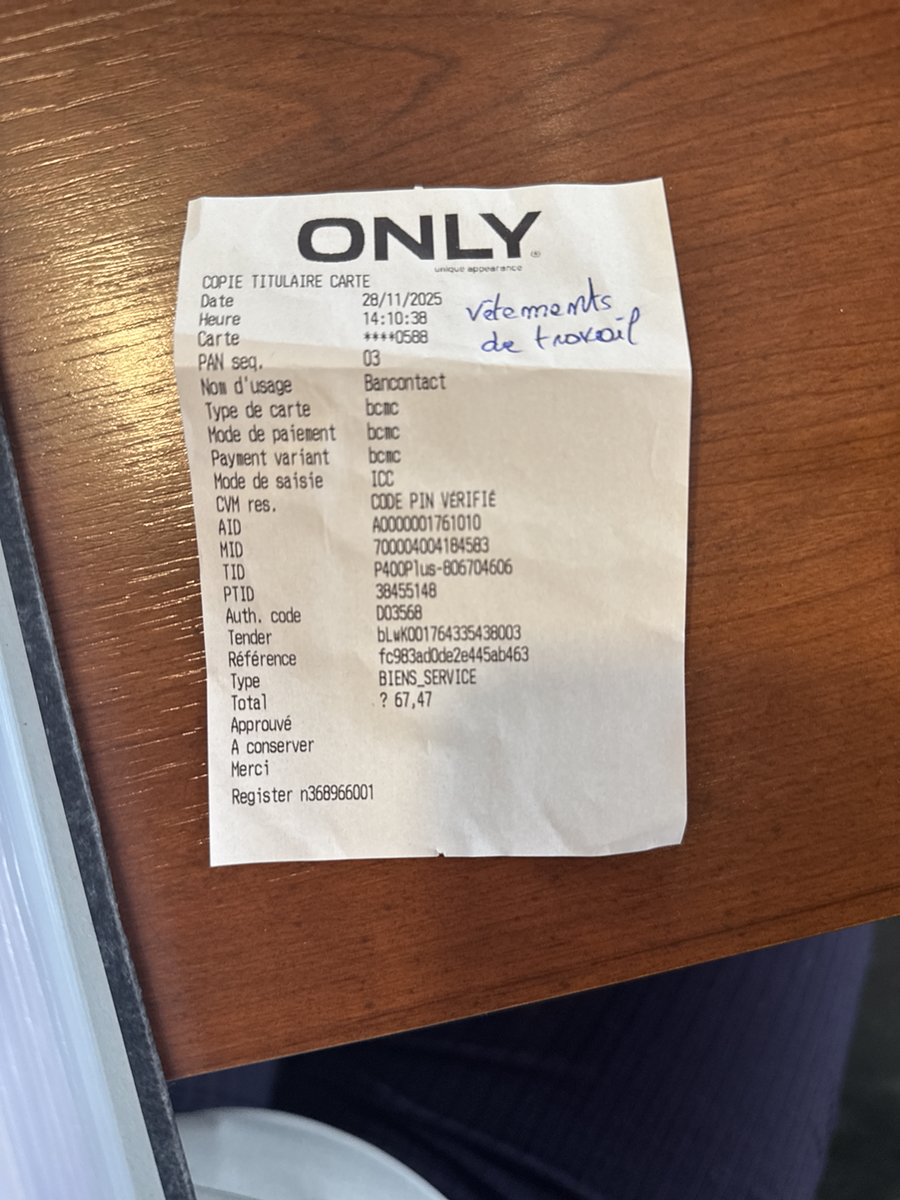 ONLY
unique appearance
COPIE TITULAIRE CARTE
Date 28/11/2025
Heure 14:10:38
Carte ****0588
vêtements
de travail
PAN seq. 03
Nom d'usage Bancontact
Type de carte bcmc
Mode de paiement bcmc
Payment variant bcmc
Mode de saisie ICC
CVM res. CODE PIN VÉRIFIÉ
AID A0000001761010
MID 700004004184583
TID P400Plus-806704606
PTID 38455148
Auth. code D03568
Tender bLwK001764335438003
Référence fc983ad0de2e445ab463
Type BIENS_SERVICE
Total ? 67,47
Approuvé
A conserver
Merci
Register n368966001